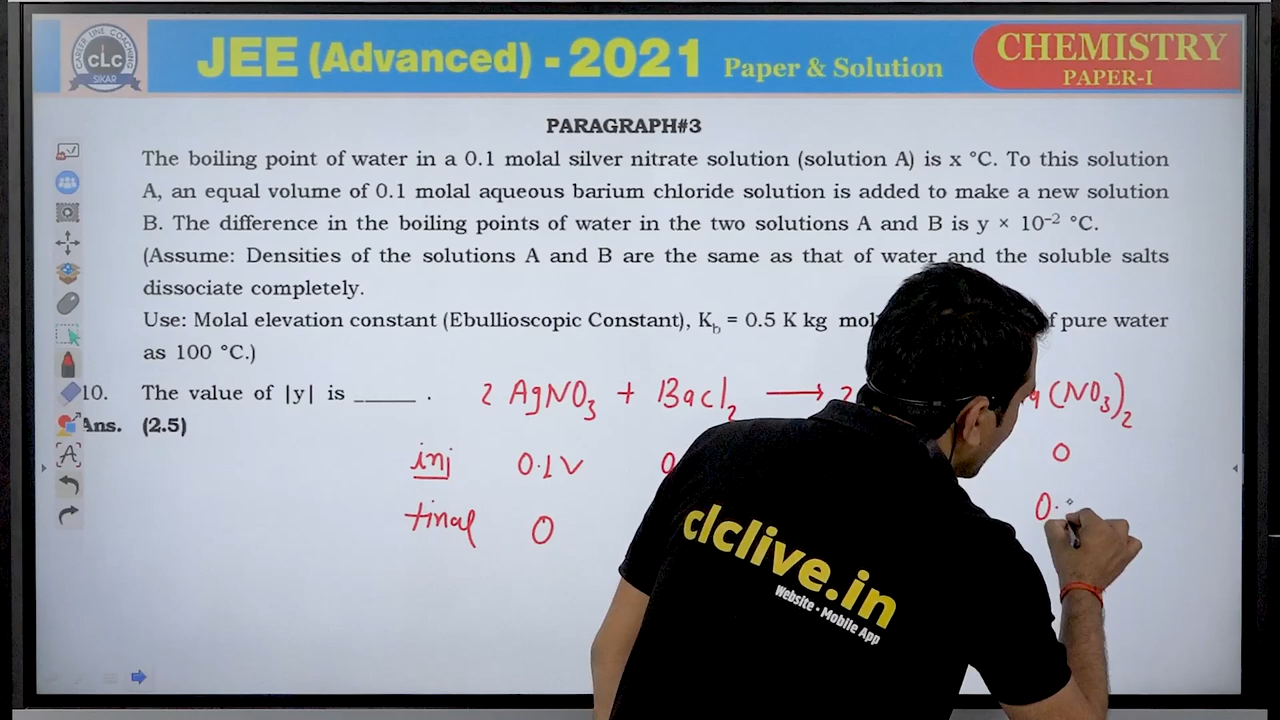 CAREER LINE COACHING
CLC
SIKAR
JEE (Advanced) - 2021 Paper & Solution
CHEMISTRY
PAPER-I
PARAGRAPH#3
The boiling point of water in a 0.1 molal silver nitrate solution (solution A) is x °C. To this solution
A, an equal volume of 0.1 molal aqueous barium chloride solution is added to make a new solution
B. The difference in the boiling points of water in the two solutions A and B is y × 10⁻² °C.
(Assume: Densities of the solutions A and B are the same as that of water and the soluble salts
dissociate completely.
Use: Molal elevation constant (Ebullioscopic Constant), K_b = 0.5 K kg mol f pure water
as 100 °C.)
10. The value of |y| is _____ . 2 AgNO₃ + BaCl₂ ⟶ 2 (NO₃)₂
Ans. (2.5)
inj 0.1V 0 0
final 0 0.
clclive.in
Website • Mobile App